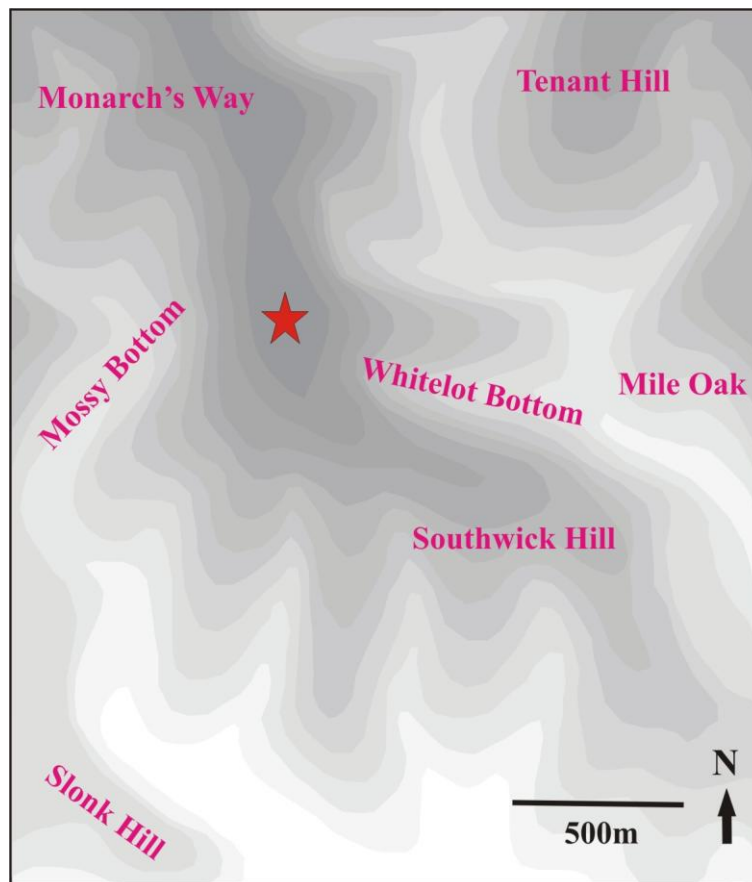 Tenant Hill
Monarch's Way
Mossy Bottom
Whitelot Bottom
Mile Oak
Southwick Hill
Slonk Hill
N
500m